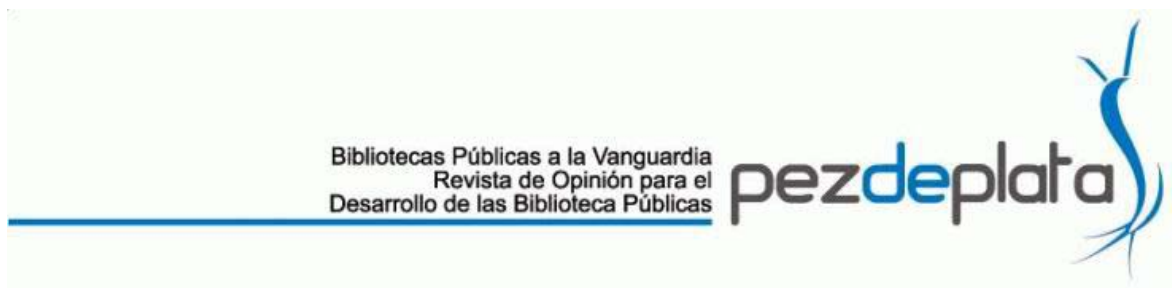 Bibliotecas Públicas a la Vanguardia
Revista de Opinión para el
Desarrollo de las Biblioteca Públicas
pezdeplata